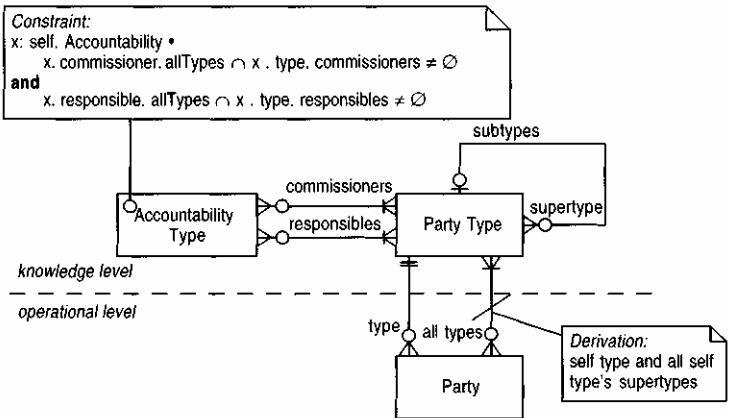 Constraint:
x: self. Accountability •
x. commissioner. allTypes ∩ x . type. commissioners ≠ ∅
and
x. responsible. allTypes ∩ x . type. responsibles ≠ ∅
subtypes
commissioners
supertype
Accountability
Type
responsibles
Party Type
knowledge level
operational level
type
all types
Derivation:
self type and all self
type's supertypes
Party